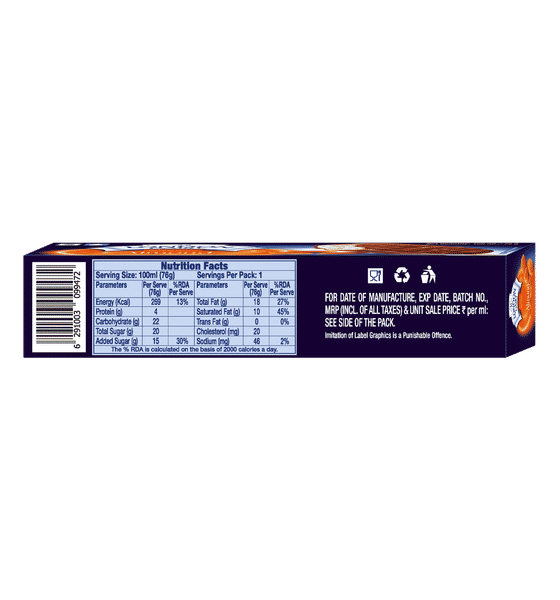 Nutrition Facts
Serving Size: 100ml (76g) Servings Per Pack: 1
Parameters Per Serve (76g) %RDA Per Serve Parameters Per Serve (76g) %RDA Per Serve
Energy (Kcal) 269 13% Total Fat (g) 18 27%
Protein (g) 4 Saturated Fat (g) 10 45%
Carbohydrate (g) 22 Trans Fat (g) 0 0%
Total Sugar (g) 20 Cholesterol (mg) 20
Added Sugar (g) 15 30% Sodium (mg) 46 2%
The % RDA is calculated on the basis of 2000 calories a day.
6 291003 099472
FOR DATE OF MANUFACTURE, EXP DATE, BATCH NO.,
MRP (INCL. OF ALL TAXES) & UNIT SALE PRICE ₹ per ml:
SEE SIDE OF THE PACK.
Imitation of Label Graphics is a Punishable Offence.